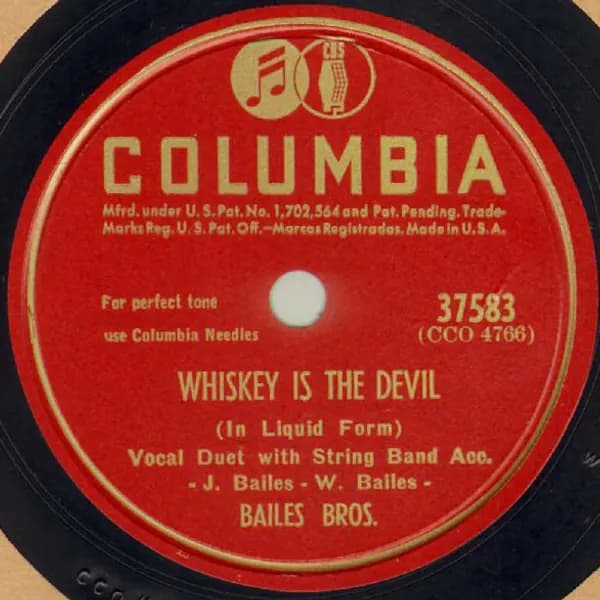 CBS
COLUMBIA
Mfrd. under U.S. Pat. No. 1,702,564 and Pat. Pending. Trade-
Marks Reg. U.S. Pat. Off.—Marcas Registradas. Made in U.S.A.
For perfect tone
use Columbia Needles
37583
(CCO 4766)
WHISKEY IS THE DEVIL
(In Liquid Form)
Vocal Duet with String Band Acc.
- J. Bailes - W. Bailes -
BAILES BROS.
CCO